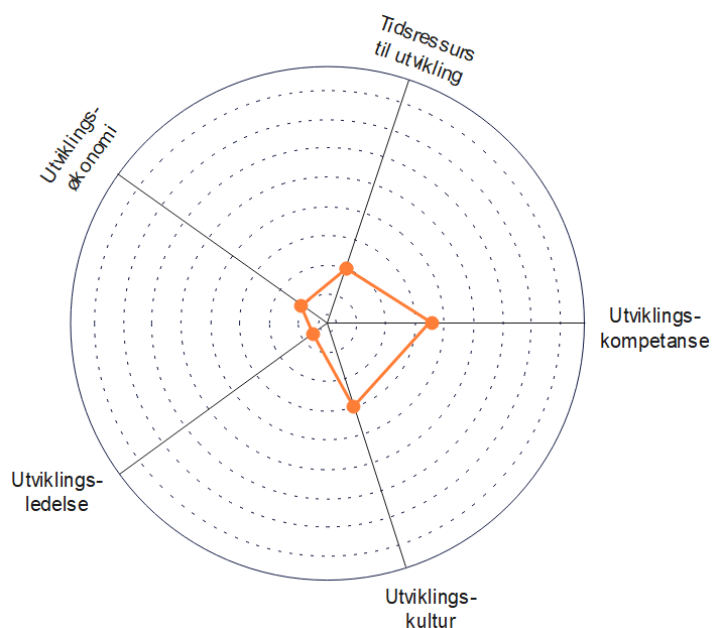 Tidsressurs
til utvikling
Utviklings-
økonomi
Utviklings-
kompetanse
Utviklings-
ledelse
Utviklings-
kultur